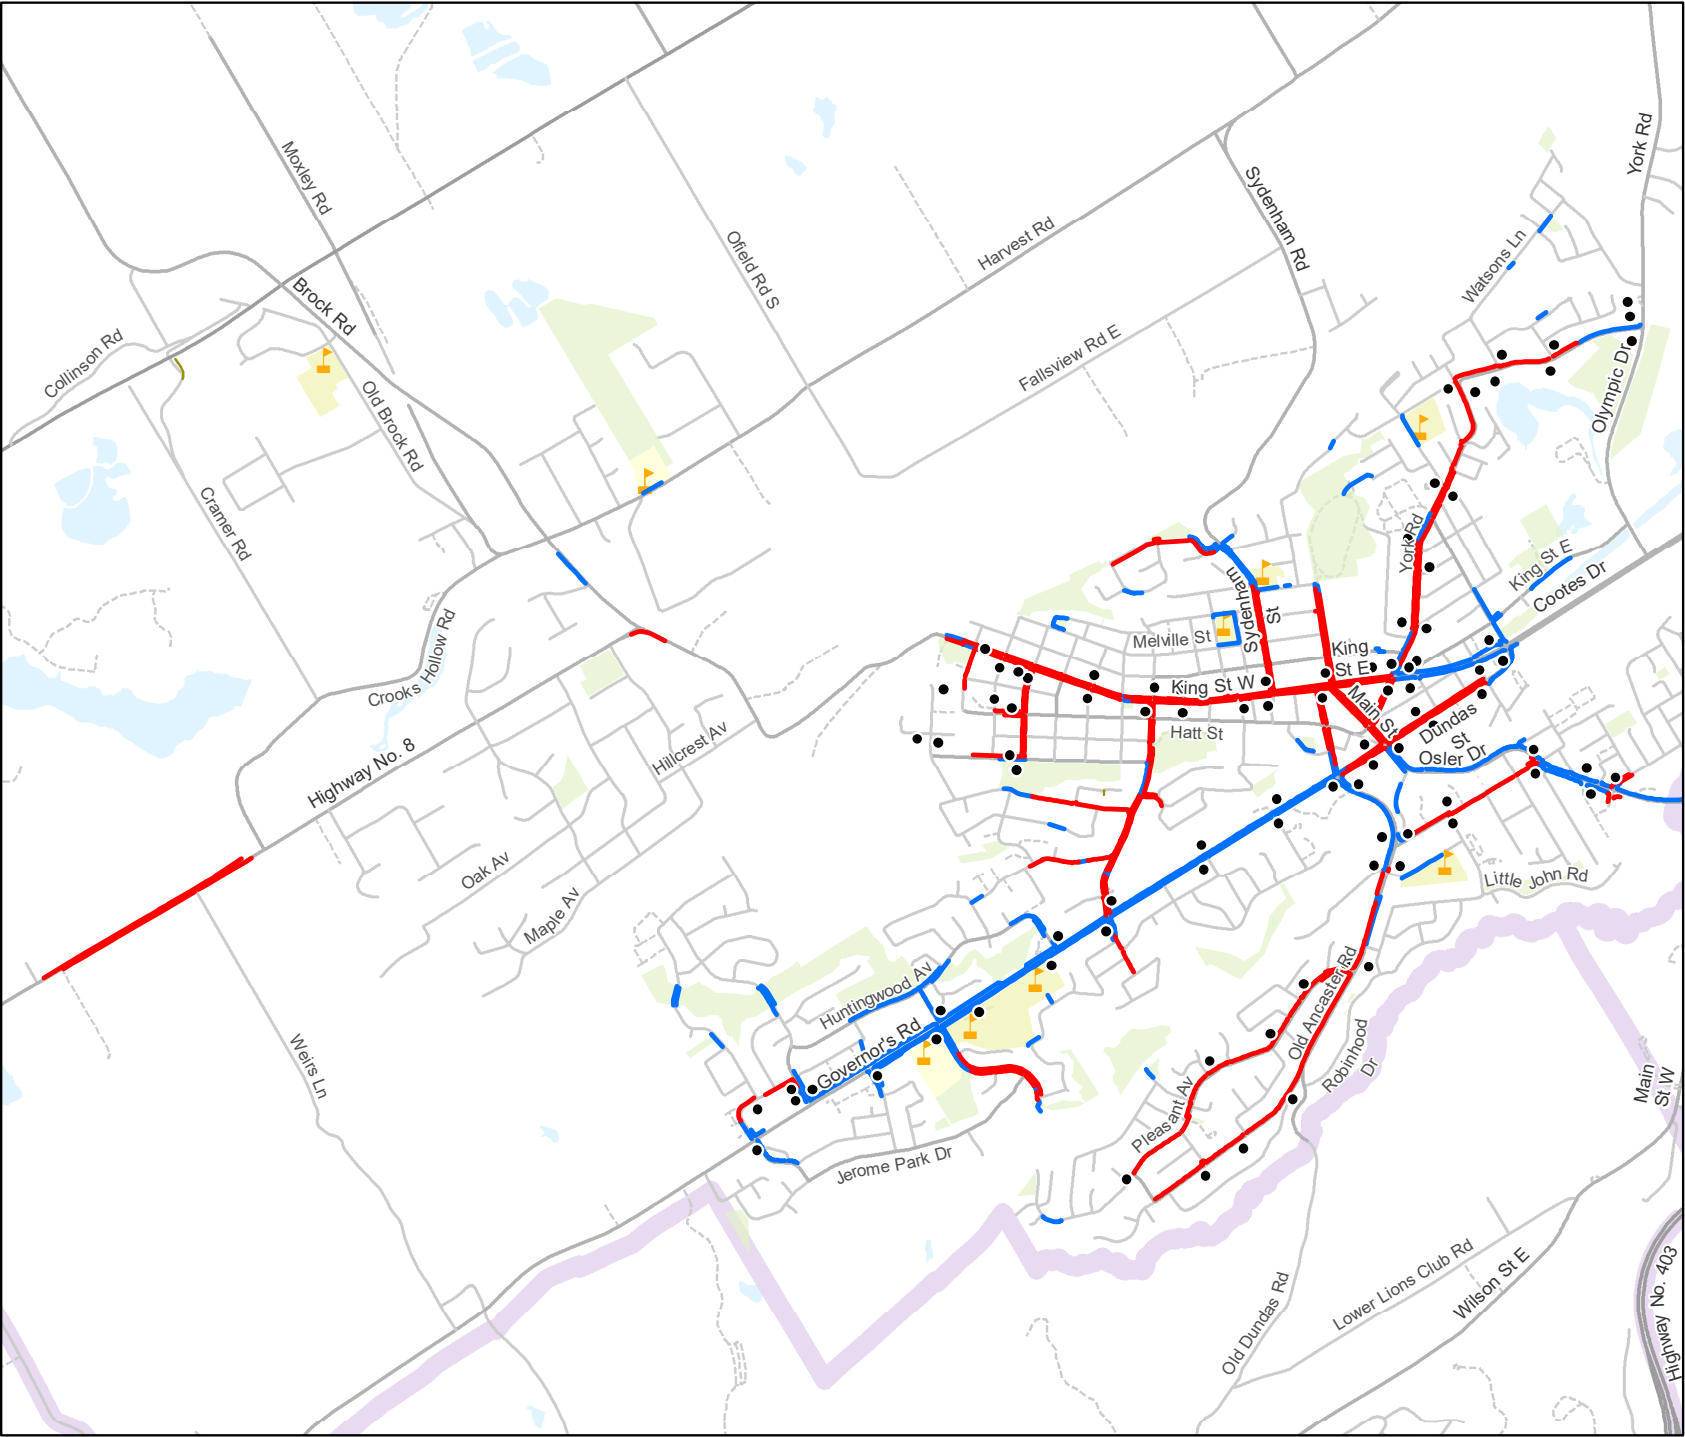 York Rd
Moxley Rd
Sydenham Rd
Harvest Rd
Ofield Rd S
Watsons Ln
Brock Rd
Collinson Rd
Fallsview Rd E
Olympic Dr
Old Brock Rd
Cramer Rd
York Rd
King St E
Cootes Dr
Sydenham
St
Melville St
Crooks Hollow Rd
King
St E
King St W
Main St
Hatt St
Dundas
St
Osler Dr
Hillcrest Av
Highway No. 8
Oak Av
Maple Av
Little John Rd
Huntingwood Av
Governor's Rd
Old Ancaster Rd
Robinhood
Dr
Weirs Ln
Pleasant Av
Main
St W
Jerome Park Dr
Lower Lions Club Rd
Wilson St E
Old Dundas Rd
Highway No. 403